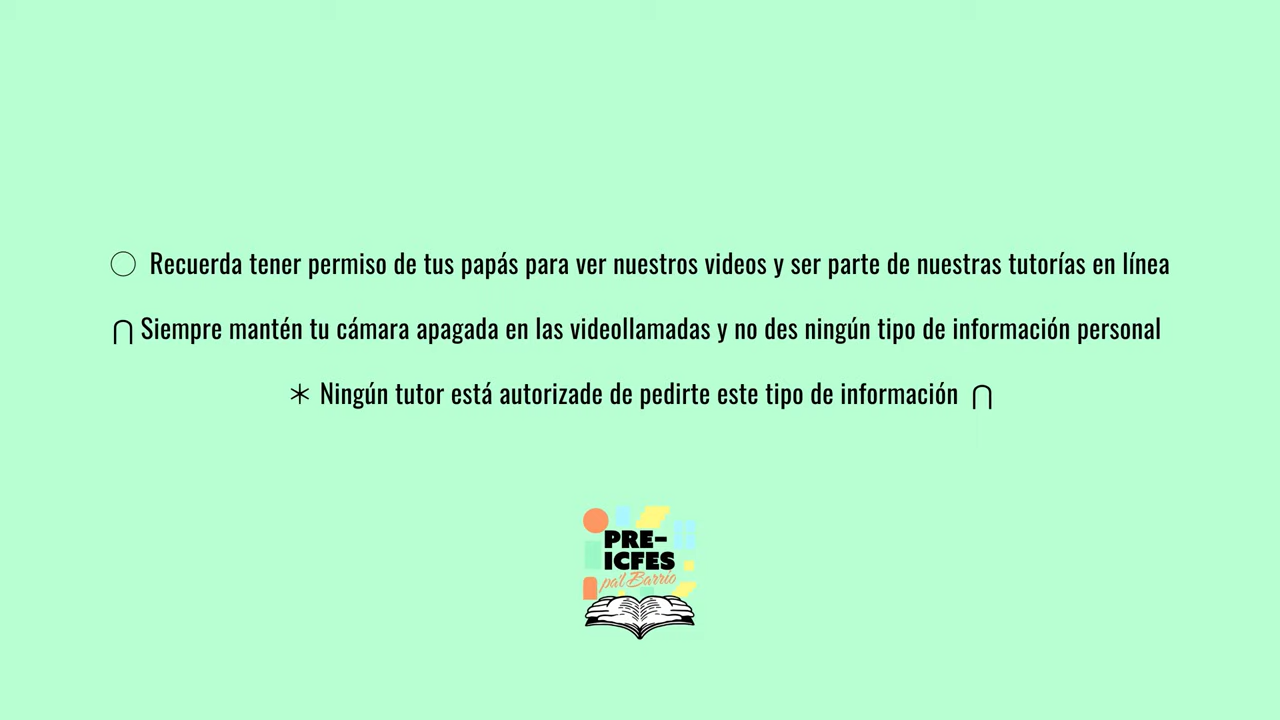 ○ Recuerda tener permiso de tus papás para ver nuestros videos y ser parte de nuestras tutorías en línea
∩ Siempre mantén tu cámara apagada en las videollamadas y no des ningún tipo de información personal
＊ Ningún tutor está autorizade de pedirte este tipo de información ∩
PRE-
ICFES
pa'l Barrio